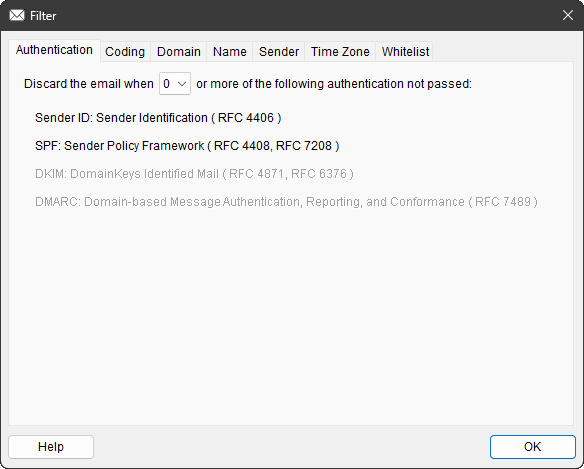 Filter
Authentication Coding Domain Name Sender Time Zone Whitelist
Discard the email when 0 or more of the following authentication not passed:
Sender ID: Sender Identification ( RFC 4406 )
SPF: Sender Policy Framework ( RFC 4408, RFC 7208 )
DKIM: DomainKeys Identified Mail ( RFC 4871, RFC 6376 )
DMARC: Domain-based Message Authentication, Reporting, and Conformance ( RFC 7489 )
Help OK